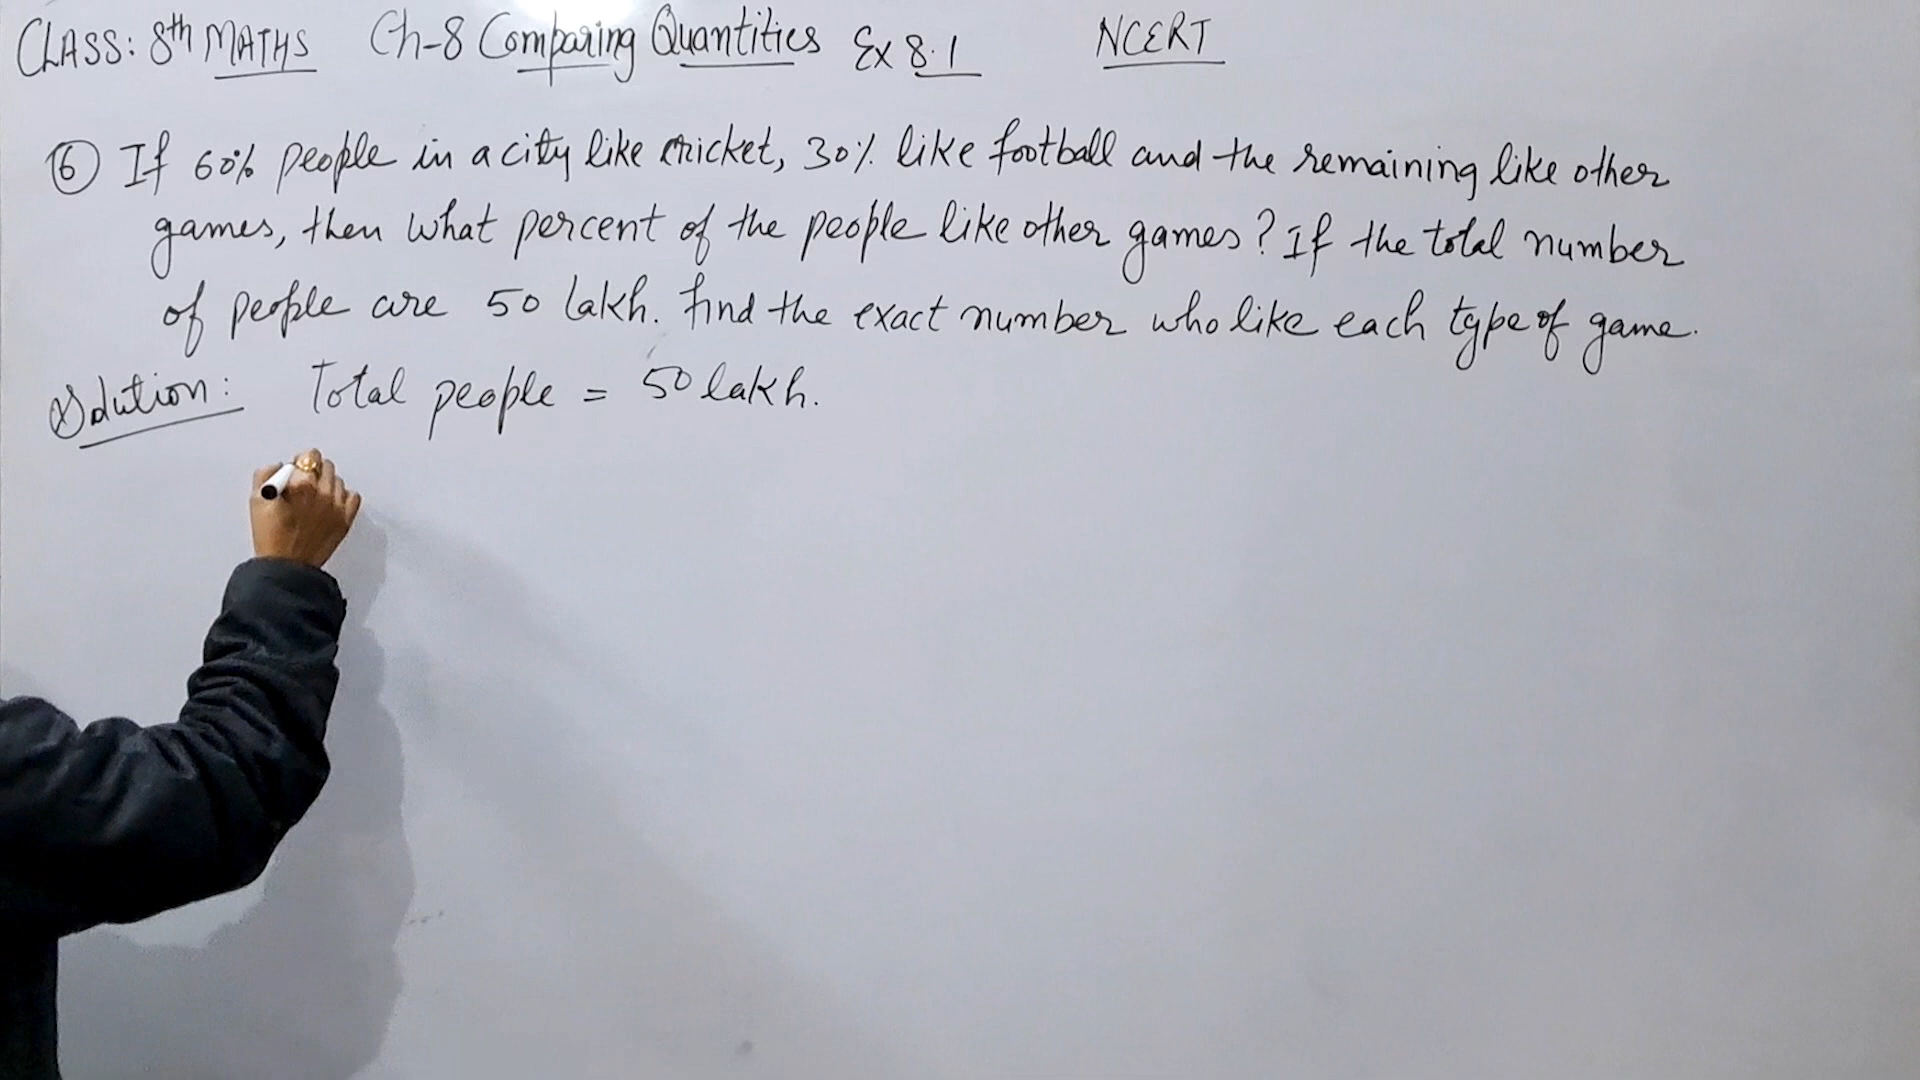 CLASS: 8th MATHS Ch-8 Comparing Quantities Ex 8.1 NCERT
⑥ If 60% people in a city like cricket, 30% like football and the remaining like other
games, then what percent of the people like other games? If the total number
of people are 50 lakh. find the exact number who like each type of game.
Solution: Total people = 50 lakh.